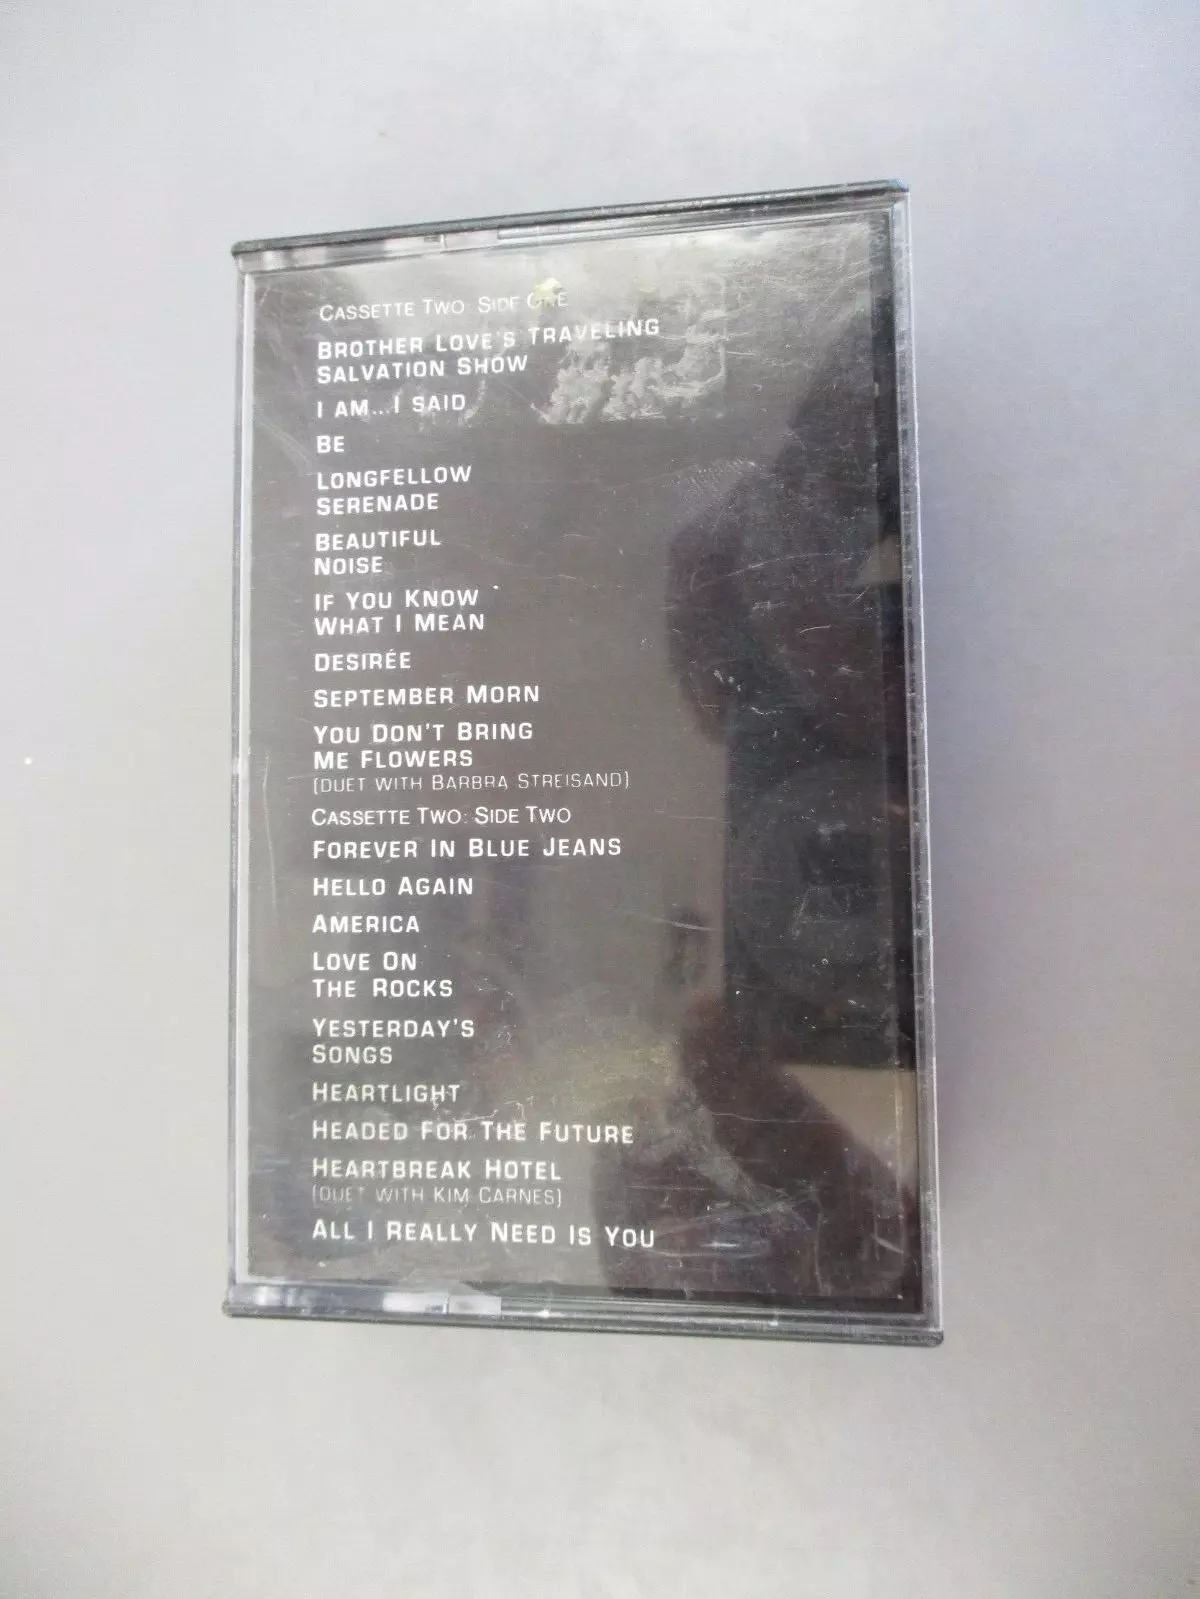 CASSETTE TWO: SIDE ONE
BROTHER LOVE'S TRAVELING
SALVATION SHOW
I AM...I SAID
BE
LONGFELLOW
SERENADE
BEAUTIFUL
NOISE
IF YOU KNOW
WHAT I MEAN
DESIRÉE
SEPTEMBER MORN
YOU DON'T BRING
ME FLOWERS
(DUET WITH BARBRA STREISAND)
CASSETTE TWO: SIDE TWO
FOREVER IN BLUE JEANS
HELLO AGAIN
AMERICA
LOVE ON
THE ROCKS
YESTERDAY'S
SONGS
HEARTLIGHT
HEADED FOR THE FUTURE
HEARTBREAK HOTEL
(DUET WITH KIM CARNES)
ALL I REALLY NEED IS YOU